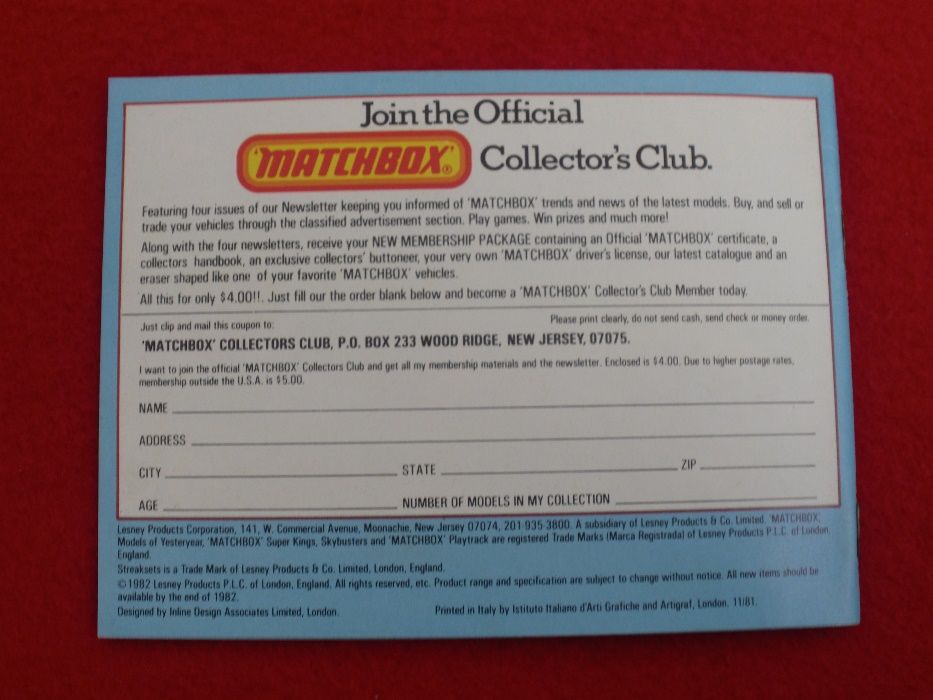 Join the Official
'MATCHBOX'® Collector's Club.
Featuring four issues of our Newsletter keeping you informed of 'MATCHBOX' trends and news of the latest models. Buy, and sell or
trade your vehicles through the classified advertisement section. Play games. Win prizes and much more!
Along with the four newsletters, receive your NEW MEMBERSHIP PACKAGE containing an Official 'MATCHBOX' certificate, a
collectors handbook, an exclusive collectors' buttoneer, your very own 'MATCHBOX' driver's license, our latest catalogue and an
eraser shaped like one of your favorite 'MATCHBOX' vehicles.
All this for only $4.00!!. Just fill our the order blank below and become a 'MATCHBOX' Collector's Club Member today.
Just clip and mail this coupon to: Please print clearly, do not send cash, send check or money order.
'MATCHBOX' COLLECTORS CLUB, P.O. BOX 233 WOOD RIDGE, NEW JERSEY, 07075.
I want to join the official 'MATCHBOX' Collectors Club and get all my membership materials and the newsletter. Enclosed is $4.00. Due to higher postage rates,
membership outside the U.S.A. is $5.00.
NAME
ADDRESS
CITY STATE ZIP
AGE NUMBER OF MODELS IN MY COLLECTION
Lesney Products Corporation, 141, W. Commercial Avenue, Moonachie, New Jersey 07074, 201-935-3800. A subsidiary of Lesney Products & Co. Limited. 'MATCHBOX',
Models of Yesteryear, 'MATCHBOX' Super Kings, Skybusters and 'MATCHBOX' Playtrack are registered Trade Marks (Marca Registrada) of Lesney Products P.L.C. of London,
England.
Streaksets is a Trade Mark of Lesney Products & Co. Limited, London, England.
©1982 Lesney Products P.L.C. of London, England. All rights reserved, etc. Product range and specification are subject to change without notice. All new items should be
available by the end of 1982.
Designed by Inline Design Associates Limited, London. Printed in Italy by Istituto Italiano d'Arti Grafiche and Artigraf, London. 11/81.